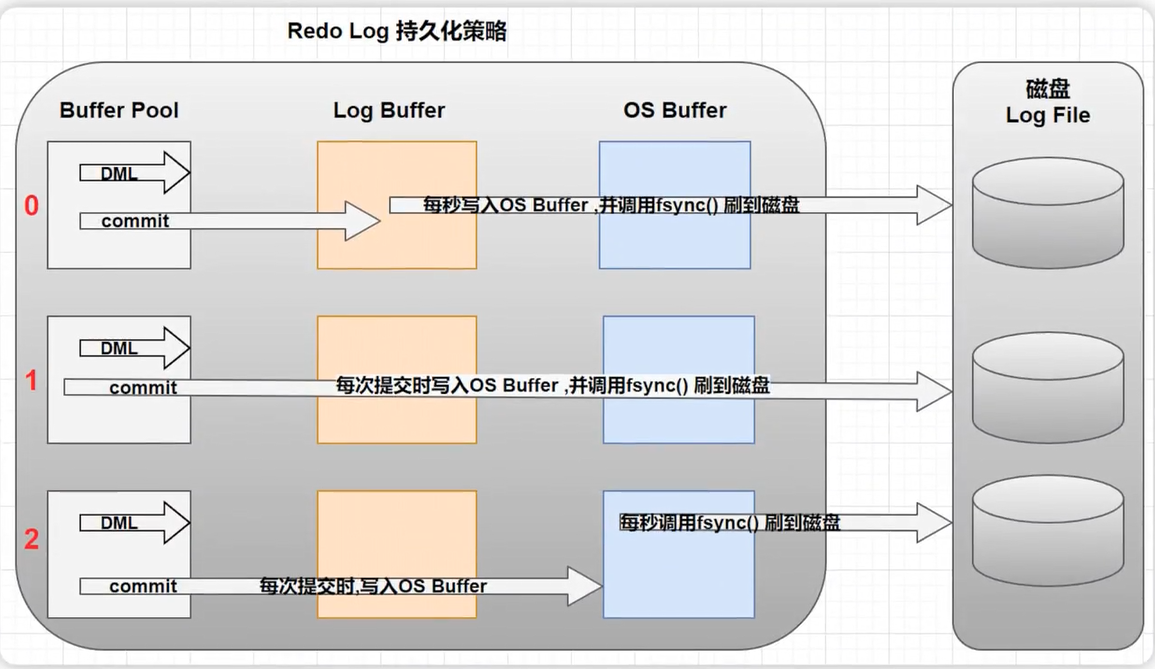 Redo Log 持久化策略
Buffer Pool
Log Buffer
OS Buffer
磁盘
Log File
0
DML
commit
每秒写入OS Buffer ,并调用fsync() 刷到磁盘
1
DML
commit
每次提交时写入OS Buffer ,并调用fsync() 刷到磁盘
2
DML
每秒调用fsync() 刷到磁盘
commit
每次提交时,写入OS Buffer